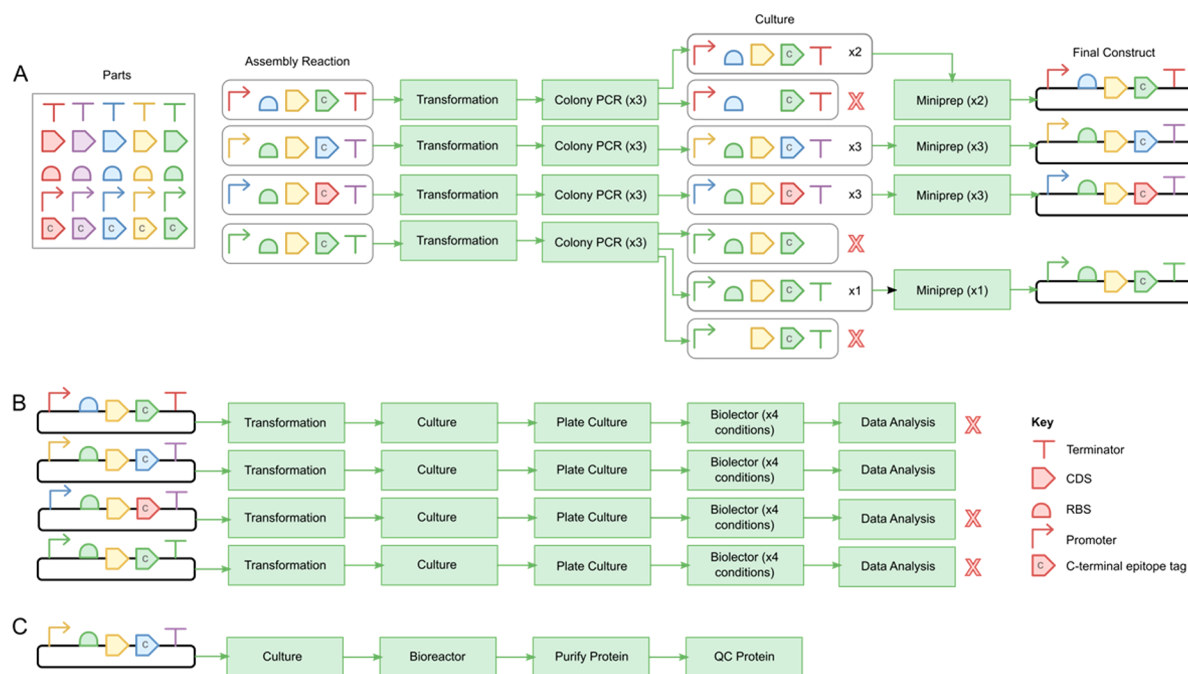 Culture
A
Parts
Assembly Reaction
Final Construct
x2
Transformation
Colony PCR (x3)
Miniprep (x2)
C
C
C
C
X
Transformation
Colony PCR (x3)
x3
Miniprep (x3)
C
C
C
Transformation
Colony PCR (x3)
x3
Miniprep (x3)
C
C
C
C C C C C
Transformation
Colony PCR (x3)
C
C
X
C
x1
Miniprep (x1)
C
C
X
B
C
Transformation
Culture
Plate Culture
Biolector (x4
conditions)
Data Analysis
X
C
Transformation
Culture
Plate Culture
Biolector (x4
conditions)
Data Analysis
C
Transformation
Culture
Plate Culture
Biolector (x4
conditions)
Data Analysis
X
C
Transformation
Culture
Plate Culture
Biolector (x4
conditions)
Data Analysis
X
Key
Terminator
CDS
RBS
Promoter
C
C-terminal epitope tag
C
C
Culture
Bioreactor
Purify Protein
QC Protein